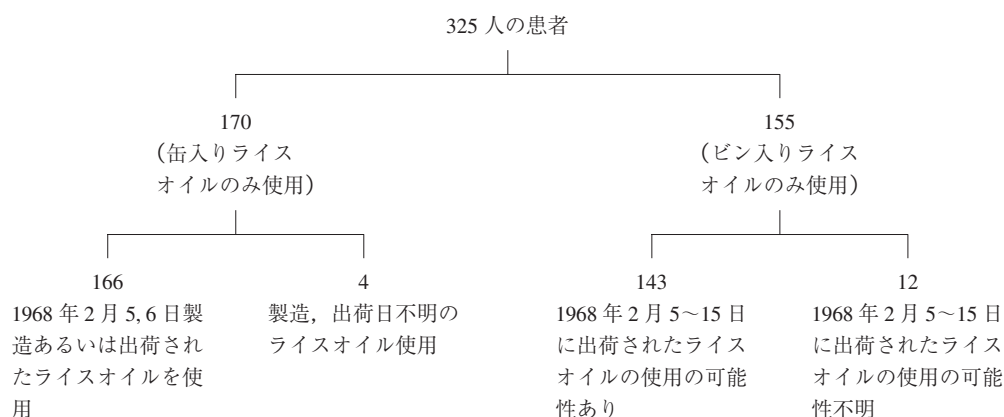 325 人の患者
170
(缶入りライス
オイルのみ使用)
155
(ビン入りライス
オイルのみ使用)
166
1968 年 2 月 5, 6 日製
造あるいは出荷され
たライスオイルを使
用
4
製造，出荷日不明の
ライスオイル使用
143
1968 年 2 月 5〜15 日
に出荷されたライス
オイルの使用の可能
性あり
12
1968 年 2 月 5〜15 日
に出荷されたライス
オイルの使用の可能
性不明